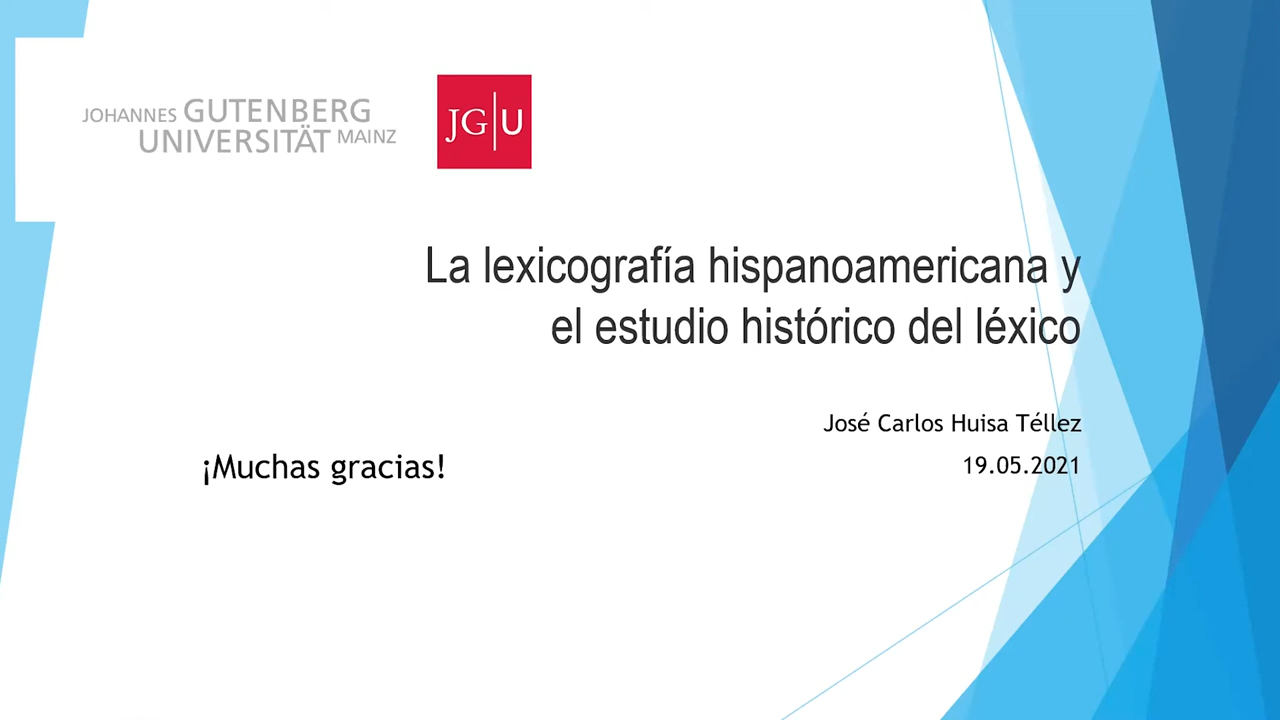 JOHANNES GUTENBERG
UNIVERSITÄT MAINZ
JG|U
La lexicografía hispanoamericana y
el estudio histórico del léxico
José Carlos Huisa Téllez
¡Muchas gracias!
19.05.2021